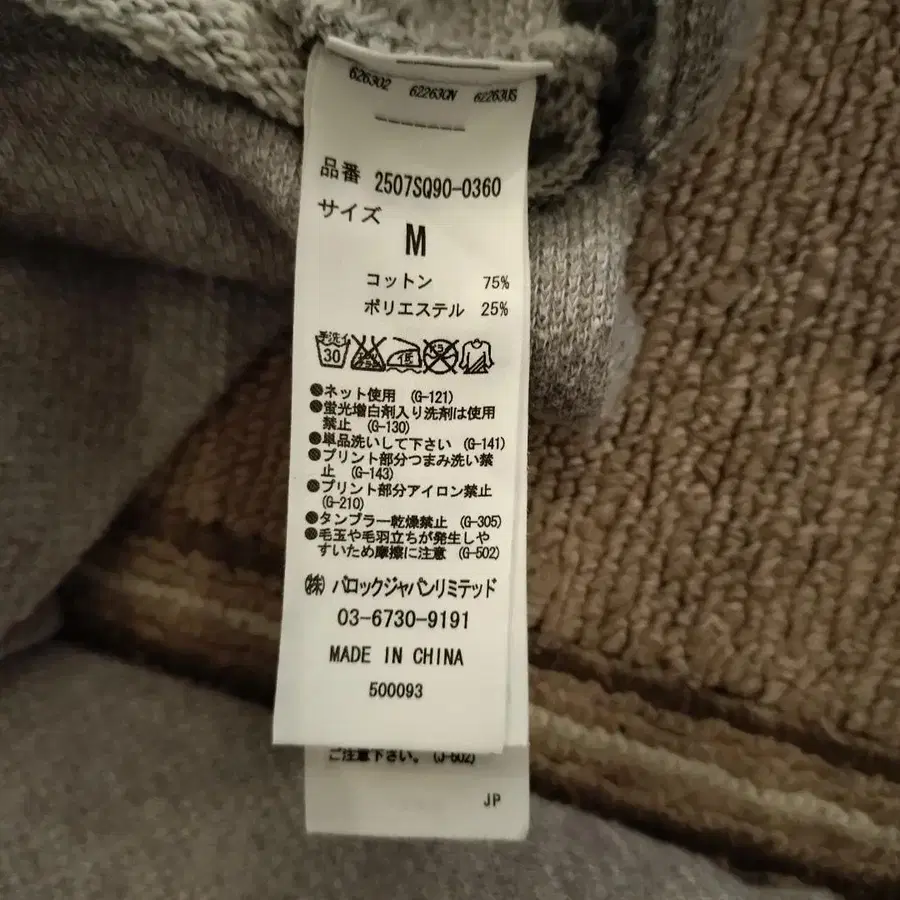 626302 62263CN 62263US
品番 2507SQ90-0360
サイズ
M
コットン 75%
ポリエステル 25%
手洗イ
30
低
●ネット使用 (G-121)
●蛍光増白剤入り洗剤は使用
禁止 (G-130)
●単品洗いして下さい (G-141)
●プリント部分つまみ洗い禁
止 (G-143)
●プリント部分アイロン禁止
(G-210)
●タンブラー乾燥禁止 (G-305)
●毛玉や毛羽立ちが発生しや
すいため摩擦に注意 (G-502)
㈱ バロックジャパンリミテッド
03-6730-9191
MADE IN CHINA
500093
ご注意下さい。(J-602)
JP